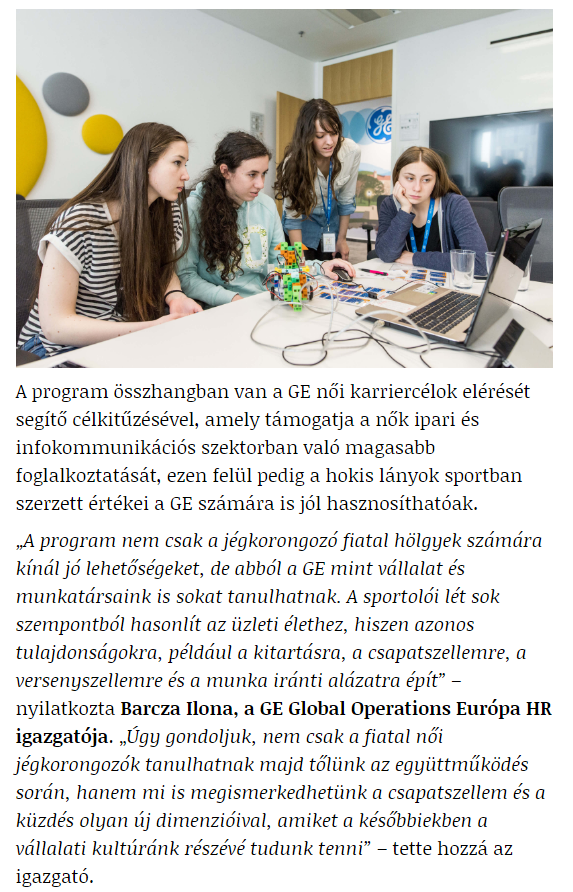 GE
A program összhangban van a GE női karriercélok elérését
segítő célkitűzésével, amely támogatja a nők ipari és
infokommunikációs szektorban való magasabb
foglalkoztatását, ezen felül pedig a hokis lányok sportban
szerzett értékei a GE számára is jól hasznosíthatóak.
„A program nem csak a jégkorongozó fiatal hölgyek számára
kínál jó lehetőségeket, de abból a GE mint vállalat és
munkatársaink is sokat tanulhatnak. A sportolói lét sok
szempontból hasonlít az üzleti élethez, hiszen azonos
tulajdonságokra, például a kitartásra, a csapatszellemre, a
versenyszellemre és a munka iránti alázatra épít” –
nyilatkozta Barcza Ilona, a GE Global Operations Európa HR
igazgatója. „Úgy gondoljuk, nem csak a fiatal női
jégkorongozók tanulhatnak majd tőlünk az együttműködés
során, hanem mi is megismerkedhetünk a csapatszellem és a
küzdés olyan új dimenzióival, amiket a későbbiekben a
vállalati kultúránk részévé tudunk tenni” – tette hozzá az
igazgató.